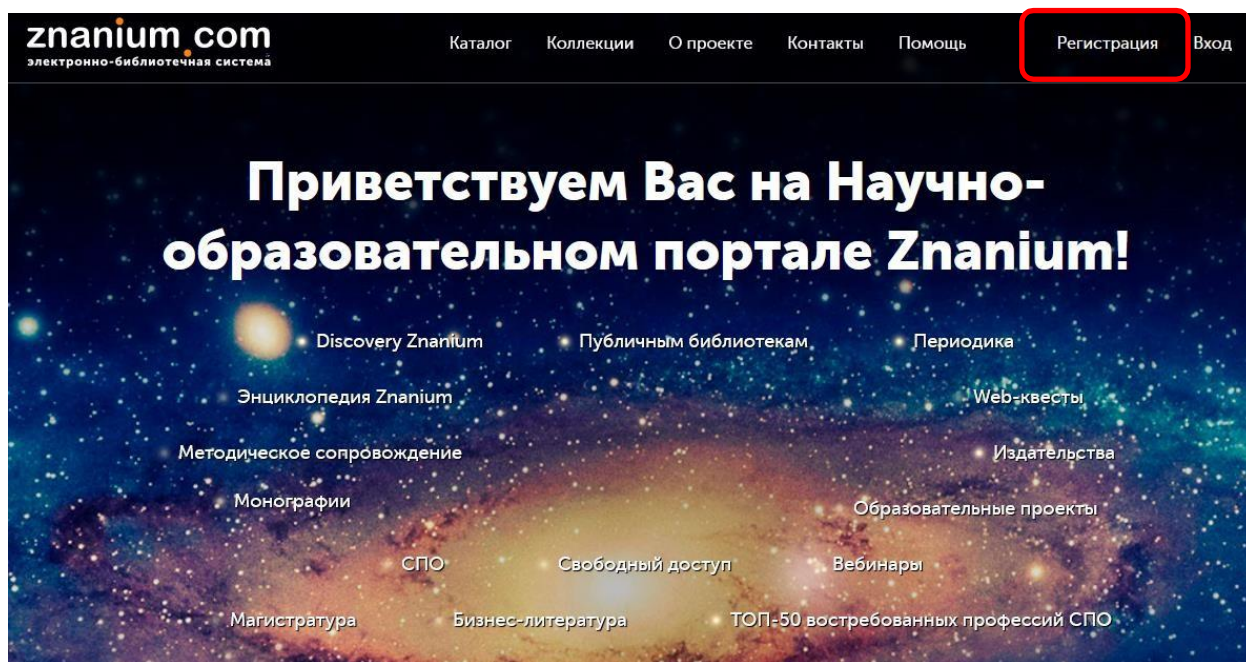 znanium.com
электронно-библиотечная система
Каталог Коллекции О проекте Контакты Помощь Регистрация Вход
Приветствуем Вас на Научно-
образовательном портале Znanium!
Discovery Znanium Публичным библиотекам Периодика
Энциклопедия Znanium Web-квесты
Методическое сопровождение Издательства
Монографии Образовательные проекты
СПО Свободный доступ Вебинары
Магистратура Бизнес-литература ТОП-50 востребованных профессий СПО